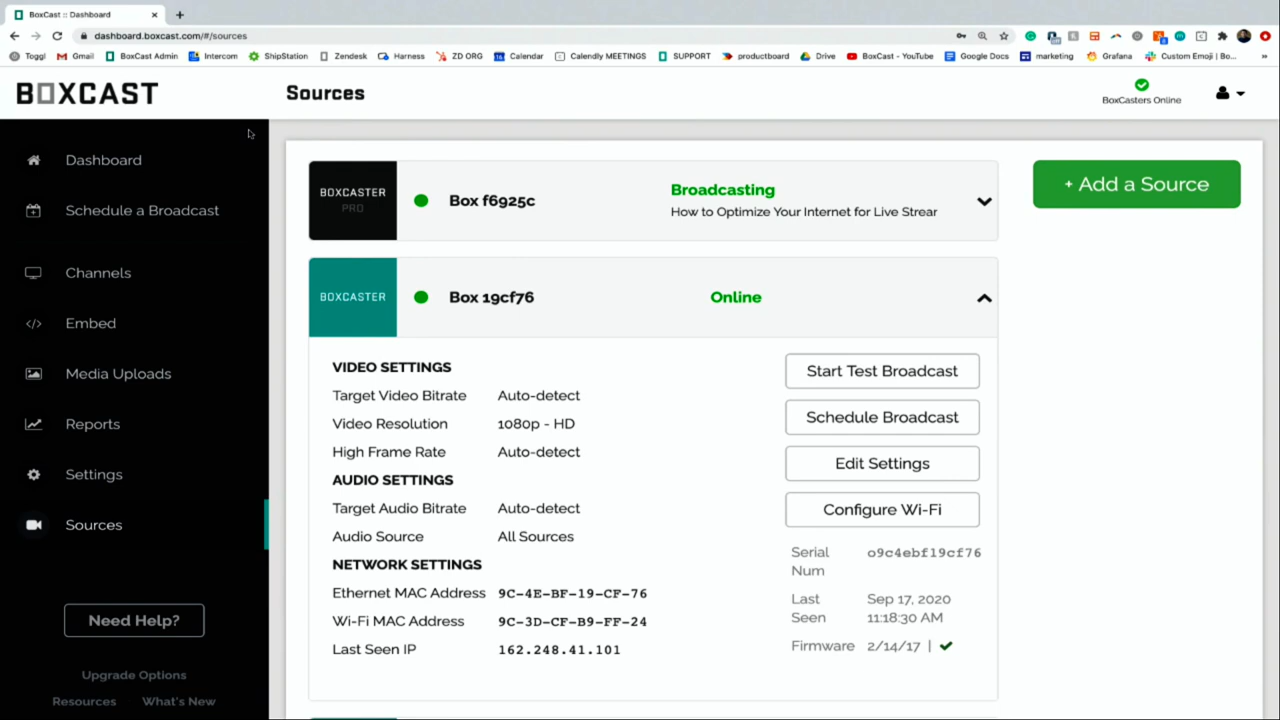 BoxCast :: Dashboard
dashboard.boxcast.com/#/sources
Toggl Gmail BoxCast Admin Intercom ShipStation Zendesk Harness ZD ORG Calendar Calendly MEETINGS SUPPORT productboard Drive BoxCast - YouTube Google Docs marketing Grafana Custom Emoji | Bo... »
BOXCAST
Sources
BoxCasters Online
Dashboard
Schedule a Broadcast
Channels
Embed
Media Uploads
Reports
Settings
Sources
Need Help?
Upgrade Options
Resources What's New
BOXCASTER
PRO
Box f6925c
Broadcasting
How to Optimize Your Internet for Live Strear
+ Add a Source
BOXCASTER
Box 19cf76
Online
VIDEO SETTINGS
Target Video Bitrate Auto-detect
Video Resolution 1080p - HD
High Frame Rate Auto-detect
AUDIO SETTINGS
Target Audio Bitrate Auto-detect
Audio Source All Sources
NETWORK SETTINGS
Ethernet MAC Address 9C-4E-BF-19-CF-76
Wi-Fi MAC Address 9C-3D-CF-B9-FF-24
Last Seen IP 162.248.41.101
Start Test Broadcast
Schedule Broadcast
Edit Settings
Configure Wi-Fi
Serial o9c4ebf19cf76
Num
Last Sep 17, 2020
Seen 11:18:30 AM
Firmware 2/14/17 |